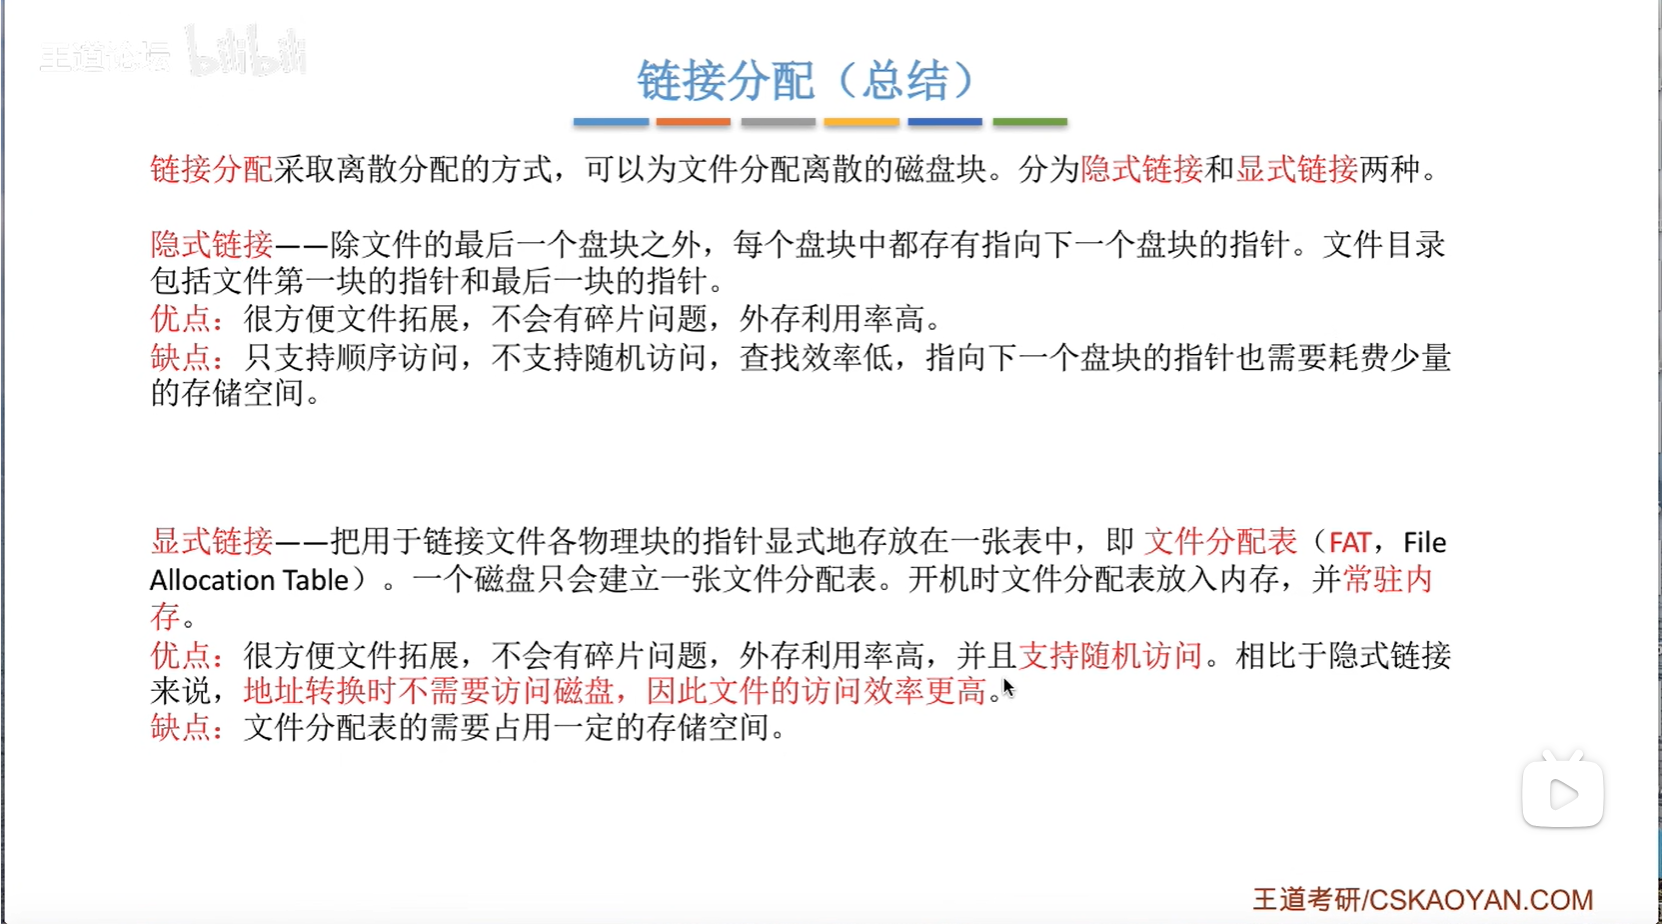 王道论坛 bilibili
链接分配（总结）
链接分配采取离散分配的方式，可以为文件分配离散的磁盘块。分为隐式链接和显式链接两种。
隐式链接——除文件的最后一个盘块之外，每个盘块中都存有指向下一个盘块的指针。文件目录
包括文件第一块的指针和最后一块的指针。
优点：很方便文件拓展，不会有碎片问题，外存利用率高。
缺点：只支持顺序访问，不支持随机访问，查找效率低，指向下一个盘块的指针也需要耗费少量
的存储空间。
显式链接——把用于链接文件各物理块的指针显式地存放在一张表中，即 文件分配表（FAT，File
Allocation Table）。一个磁盘只会建立一张文件分配表。开机时文件分配表放入内存，并常驻内
存。
优点：很方便文件拓展，不会有碎片问题，外存利用率高，并且支持随机访问。相比于隐式链接
来说，地址转换时不需要访问磁盘，因此文件的访问效率更高。
缺点：文件分配表的需要占用一定的存储空间。
王道考研/CSKAOYAN.COM